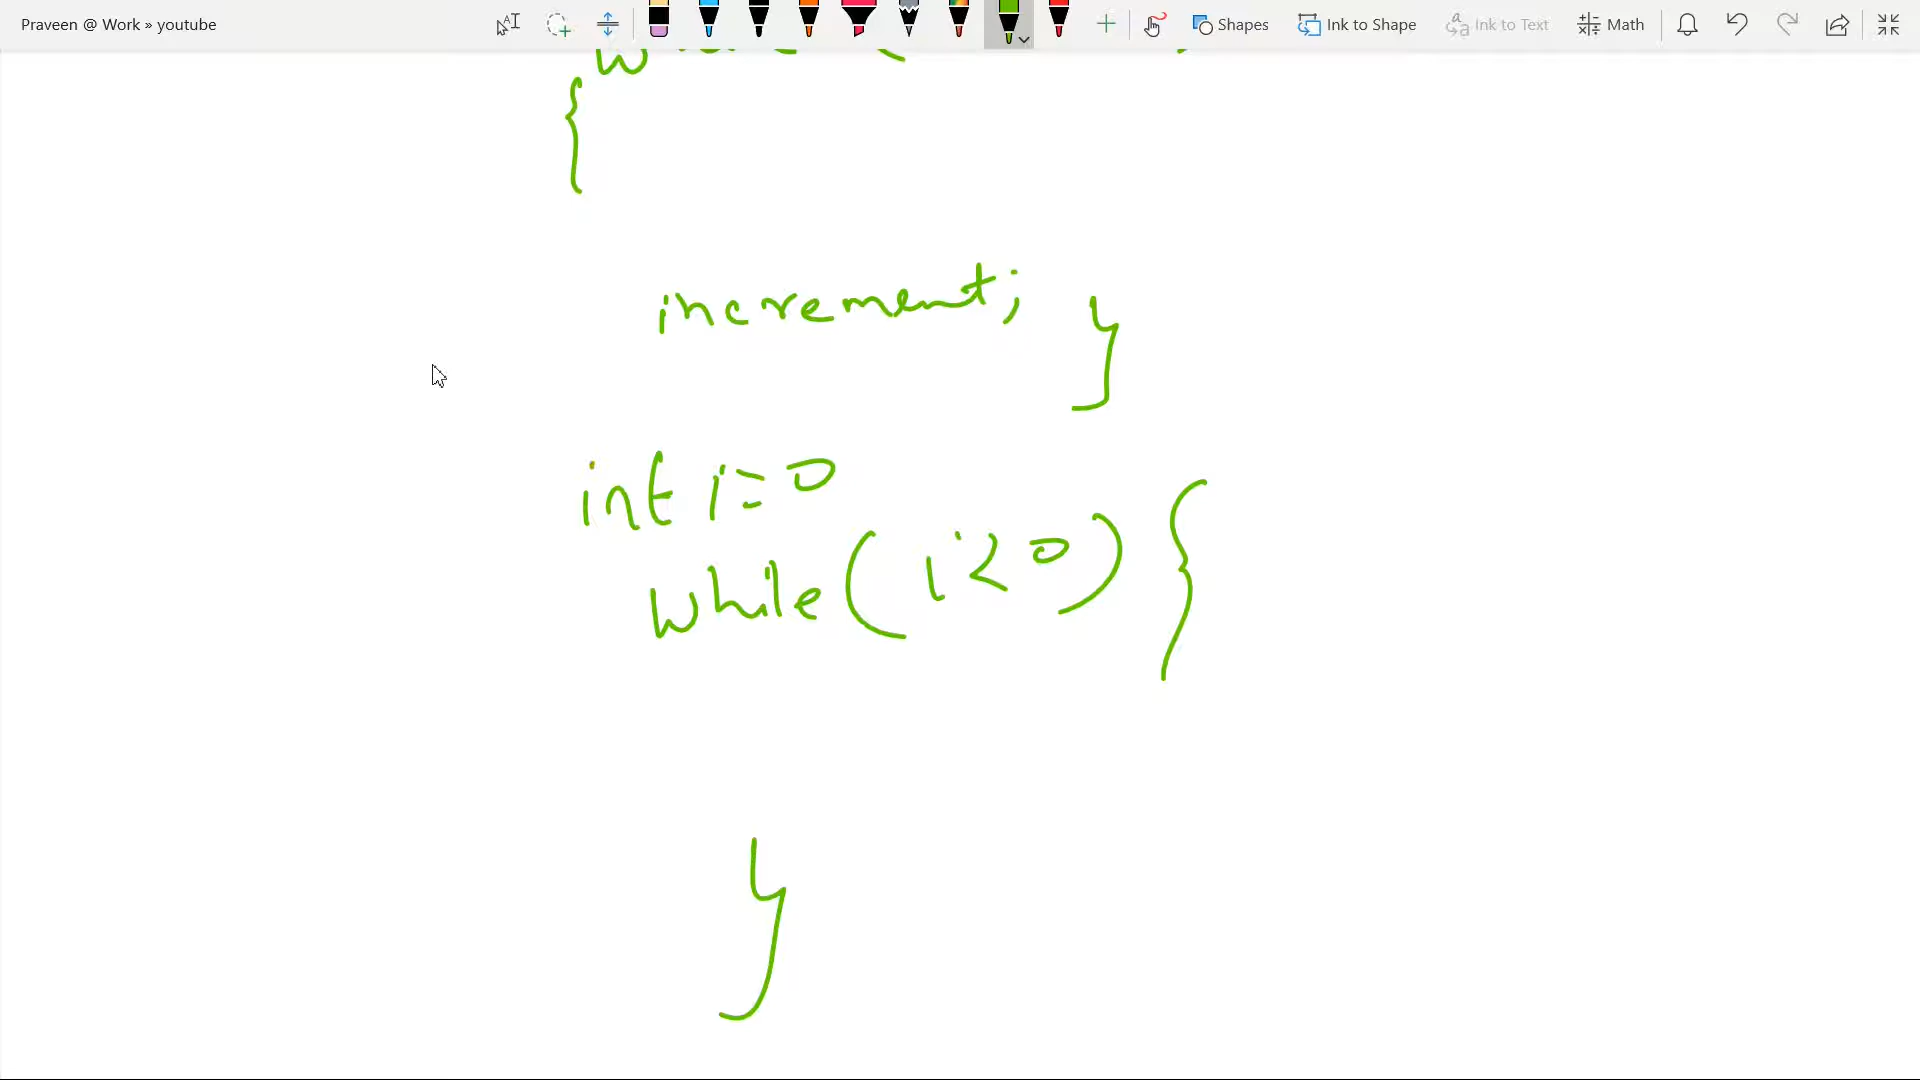 Praveen @ Work » youtube Shapes Ink to Shape Ink to Text Math
{
increment; }
int i=0
while( i<0) {
}